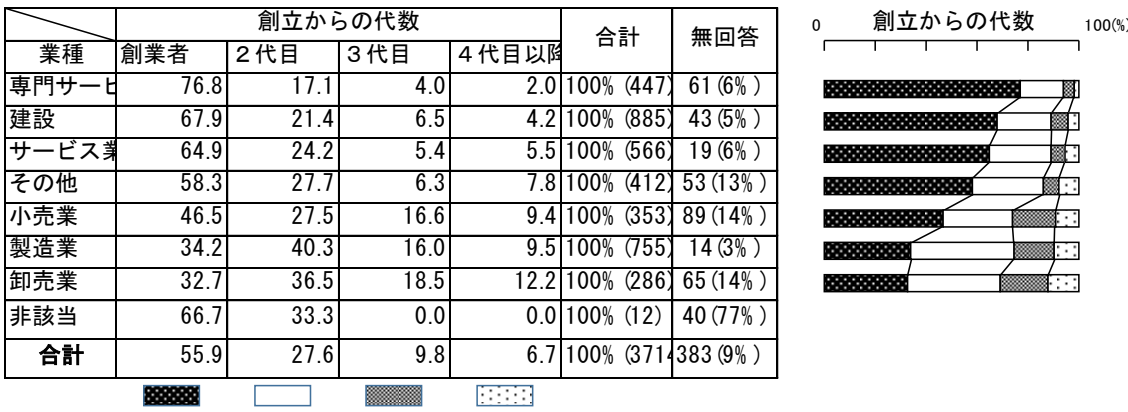 創立からの代数 合計 無回答
業種 創業者 2代目 3代目 4代目以降
専門サービ 76.8 17.1 4.0 2.0 100% (447) 61(6%)
建設 67.9 21.4 6.5 4.2 100% (885) 43(5%)
サービス業 64.9 24.2 5.4 5.5 100% (566) 19(6%)
その他 58.3 27.7 6.3 7.8 100% (412) 53(13%)
小売業 46.5 27.5 16.6 9.4 100% (353) 89(14%)
製造業 34.2 40.3 16.0 9.5 100% (755) 14(3%)
卸売業 32.7 36.5 18.5 12.2 100% (286) 65(14%)
非該当 66.7 33.3 0.0 0.0 100% (12) 40(77%)
合計 55.9 27.6 9.8 6.7 100% (3714 383(9%)
0 創立からの代数 100(%)